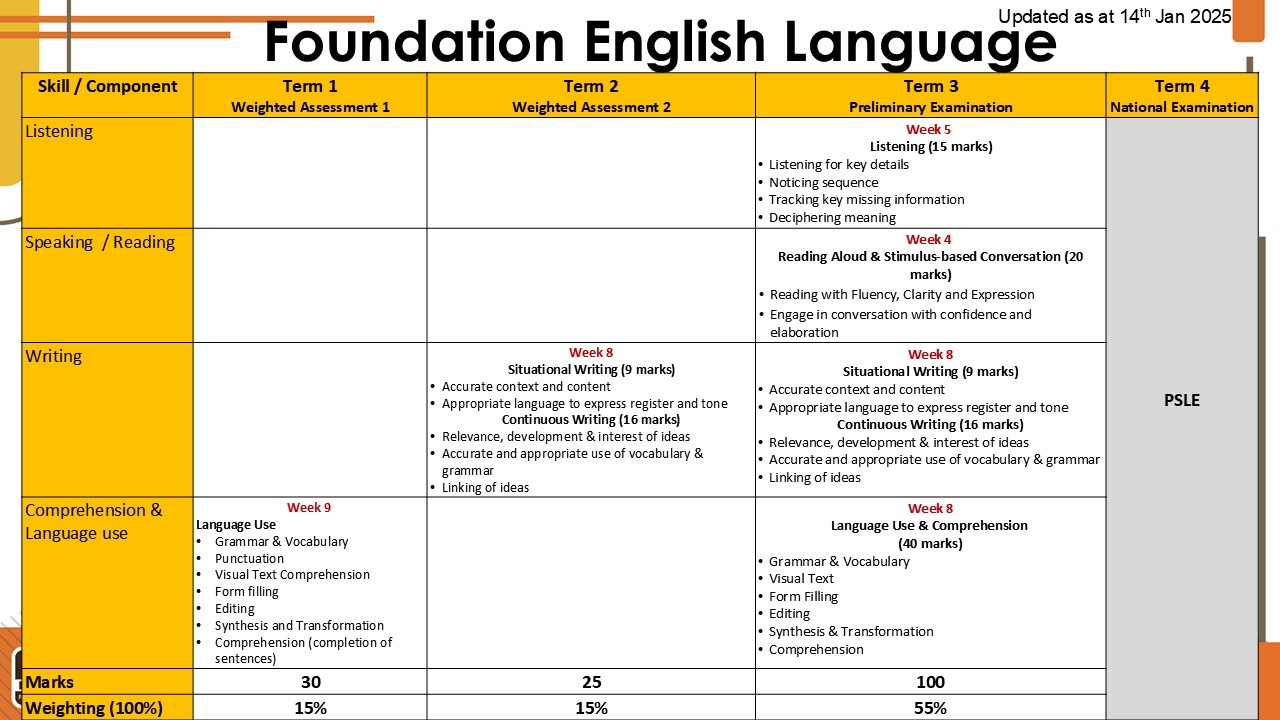 Updated as at 14th Jan 2025
Foundation English Language
Skill / Component
Term 1
Weighted Assessment 1
Term 2
Weighted Assessment 2
Term 3
Preliminary Examination
Term 4
National Examination
Listening
Week 5
Listening (15 marks)
• Listening for key details
• Noticing sequence
• Tracking key missing information
• Deciphering meaning
Speaking / Reading
Week 4
Reading Aloud & Stimulus-based Conversation (20
marks)
• Reading with Fluency, Clarity and Expression
• Engage in conversation with confidence and
elaboration
Writing
Week 8
Situational Writing (9 marks)
• Accurate context and content
• Appropriate language to express register and tone
Continuous Writing (16 marks)
• Relevance, development & interest of ideas
• Accurate and appropriate use of vocabulary &
grammar
• Linking of ideas
Week 8
Situational Writing (9 marks)
• Accurate context and content
• Appropriate language to express register and tone
Continuous Writing (16 marks)
• Relevance, development & interest of ideas
• Accurate and appropriate use of vocabulary & grammar
• Linking of ideas
PSLE
Comprehension &
Language use
Week 9
Language Use
• Grammar & Vocabulary
• Punctuation
• Visual Text Comprehension
• Form filling
• Editing
• Synthesis and Transformation
• Comprehension (completion of
sentences)
Week 8
Language Use & Comprehension
(40 marks)
• Grammar & Vocabulary
• Visual Text
• Form Filling
• Editing
• Synthesis & Transformation
• Comprehension
Marks
30
25
100
Weighting (100%)
15%
15%
55%